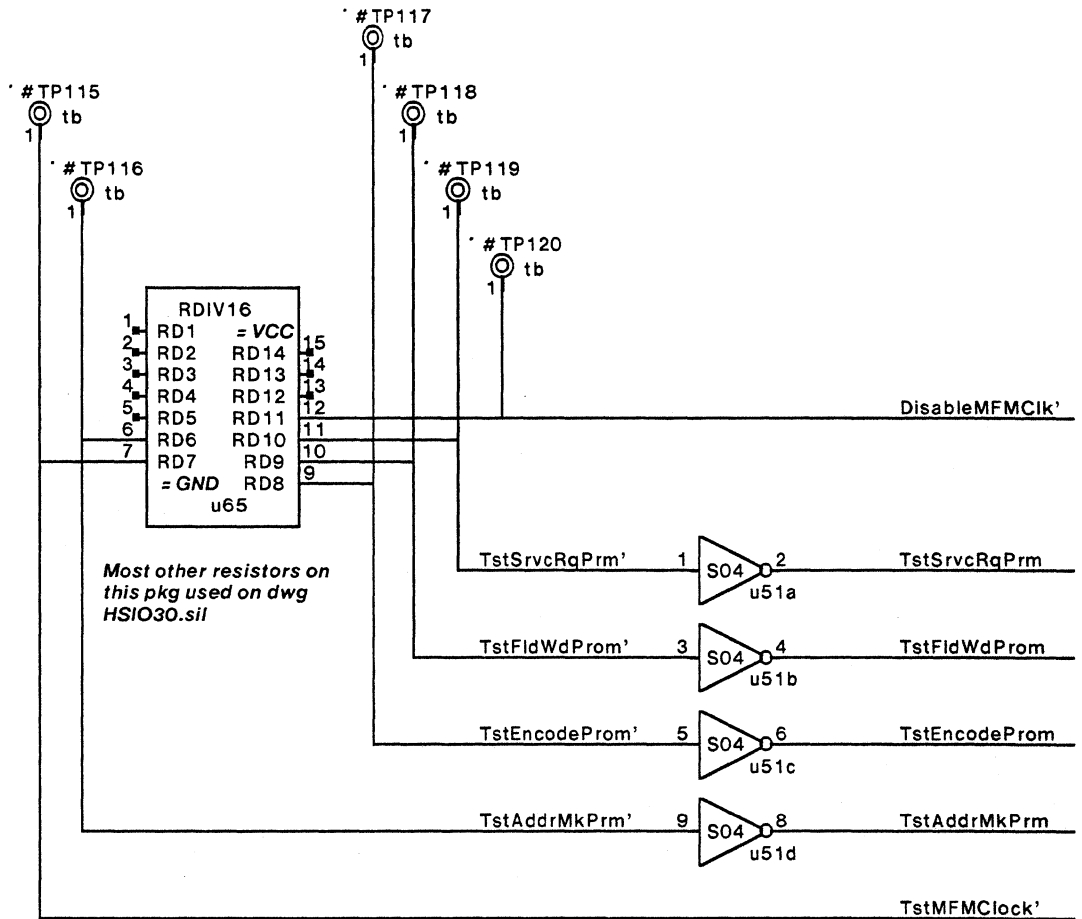 #TP117
tb
1
#TP115
tb
1
#TP118
tb
1
#TP116
tb
1
#TP119
tb
1
#TP120
tb
1
RDIV16
1 RD1 =VCC
2 RD2 RD14 15
3 RD3 RD13 14
4 RD4 RD12 13
5 RD5 RD11 12
6 RD6 RD10 11
7 RD7 RD9 10
=GND RD8 9
u65
DisableMFMClk'
Most other resistors on
this pkg used on dwg
HSIO30.sil
TstSrvcRqPrm' 1 S04 2 TstSrvcRqPrm
u51a
TstFldWdProm' 3 S04 4 TstFldWdProm
u51b
TstEncodeProm' 5 S04 6 TstEncodeProm
u51c
TstAddrMkPrm' 9 S04 8 TstAddrMkPrm
u51d
TstMFMClock'